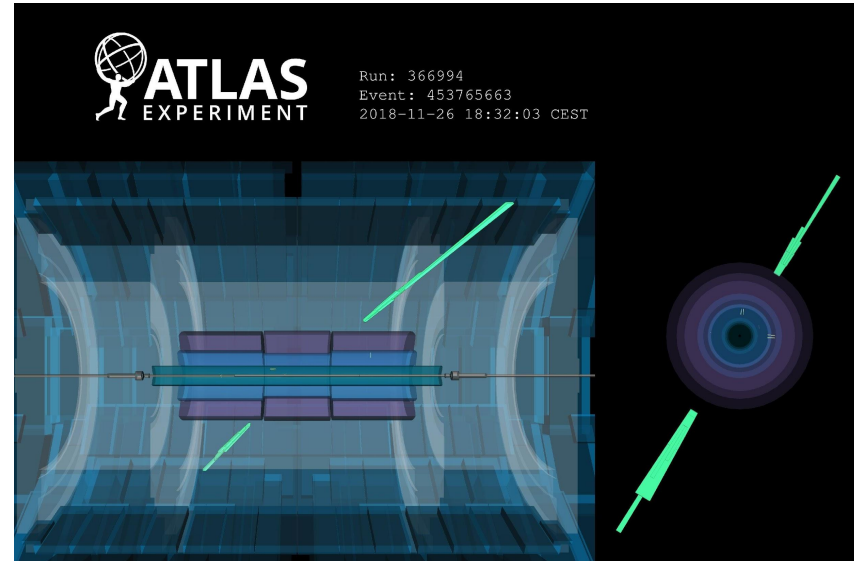 ATLAS
EXPERIMENT
Run: 366994
Event: 453765663
2018-11-26 18:32:03 CEST